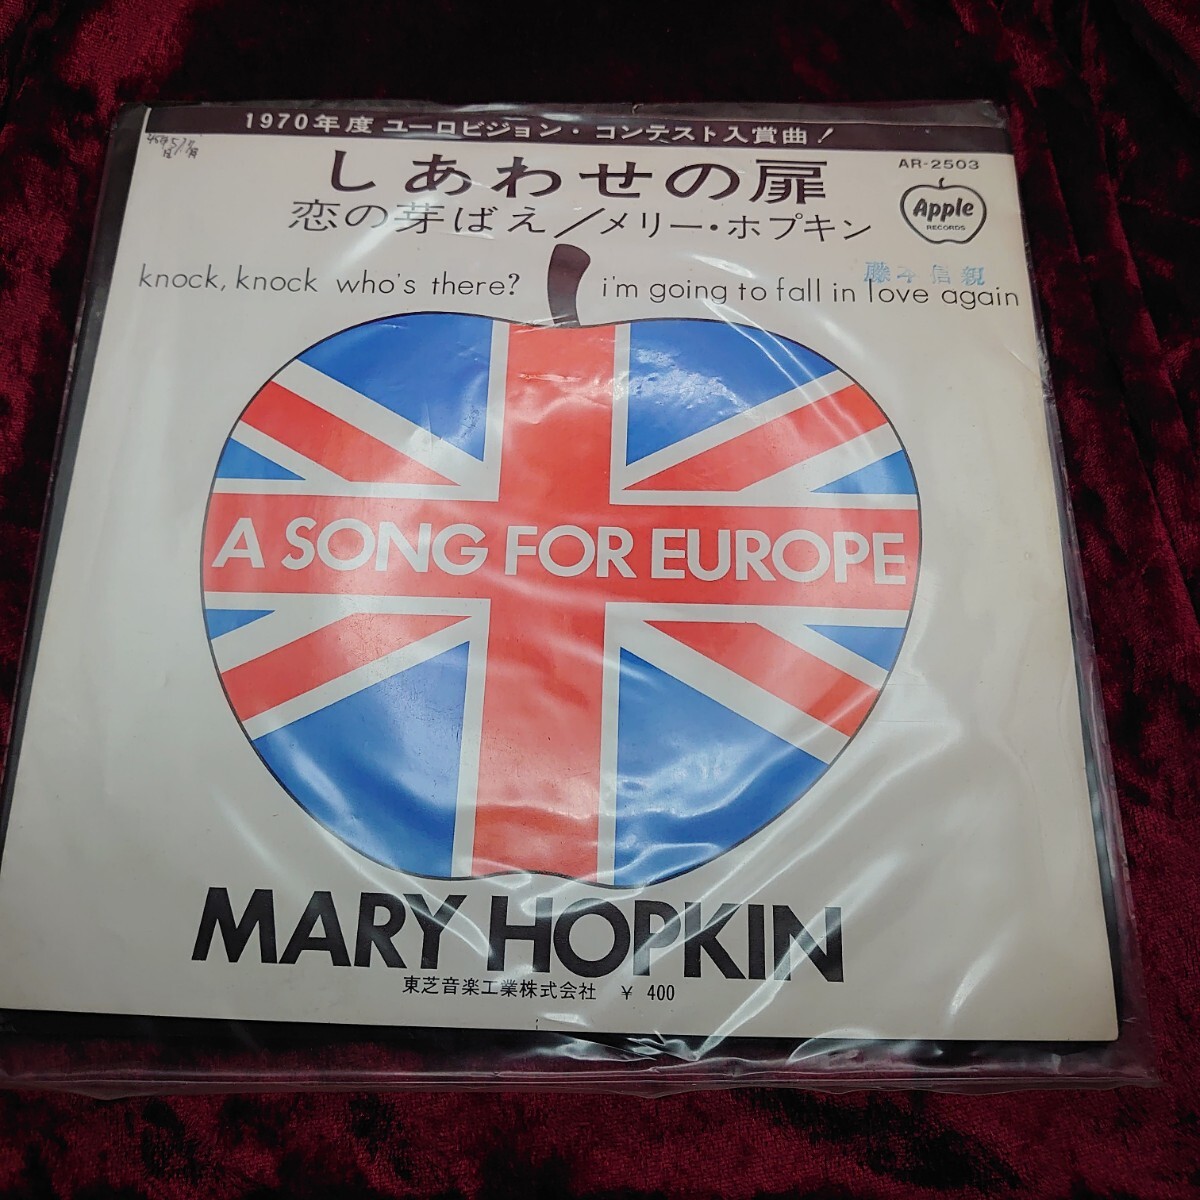 1970年度 ユーロビジョン・コンテスト入賞曲!
しあわせの扉
恋の芽ばえ/メリー・ホプキン
AR-2503
Apple
RECORDS
knock, knock who's there?
i'm going to fall in love again
A SONG FOR EUROPE
MARY HOPKIN
東芝音楽工業株式会社 ¥ 400